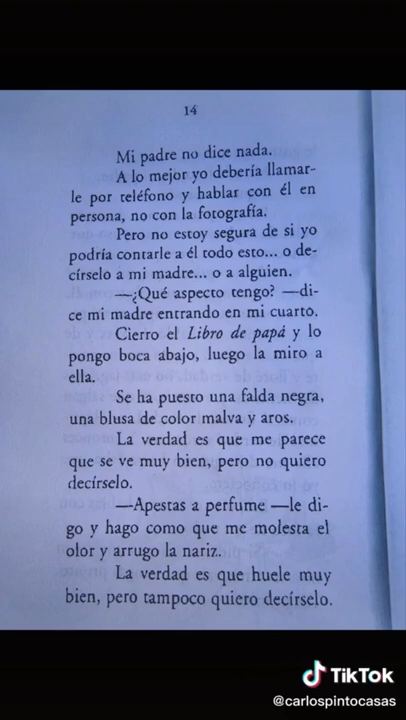 14
Mi padre no dice nada.
A lo mejor yo debería llamar-
le por teléfono y hablar con él en
persona, no con la fotografía.
Pero no estoy segura de si yo
podría contarle a él todo esto... o de-
círselo a mi madre... o a alguien.
—¿Qué aspecto tengo? —di-
ce mi madre entrando en mi cuarto.
Cierro el Libro de papá y lo
pongo boca abajo, luego la miro a
ella.
Se ha puesto una falda negra,
una blusa de color malva y aros.
La verdad es que me parece
que se ve muy bien, pero no quiero
decírselo.
—Apestas a perfume —le di-
go y hago como que me molesta el
olor y arrugo la nariz.
La verdad es que huele muy
bien, pero tampoco quiero decírselo.
TikTok
@carlospintocasas